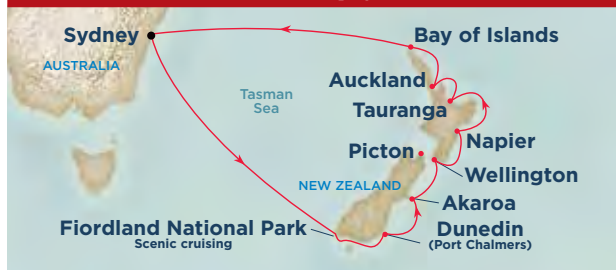 Sydney
Bay of Islands
AUSTRALIA
Auckland
Tasman
Sea
Tauranga
Napier
Picton
Wellington
NEW ZEALAND
Akaroa
Fiordland National Park
Scenic cruising
Dunedin
(Port Chalmers)